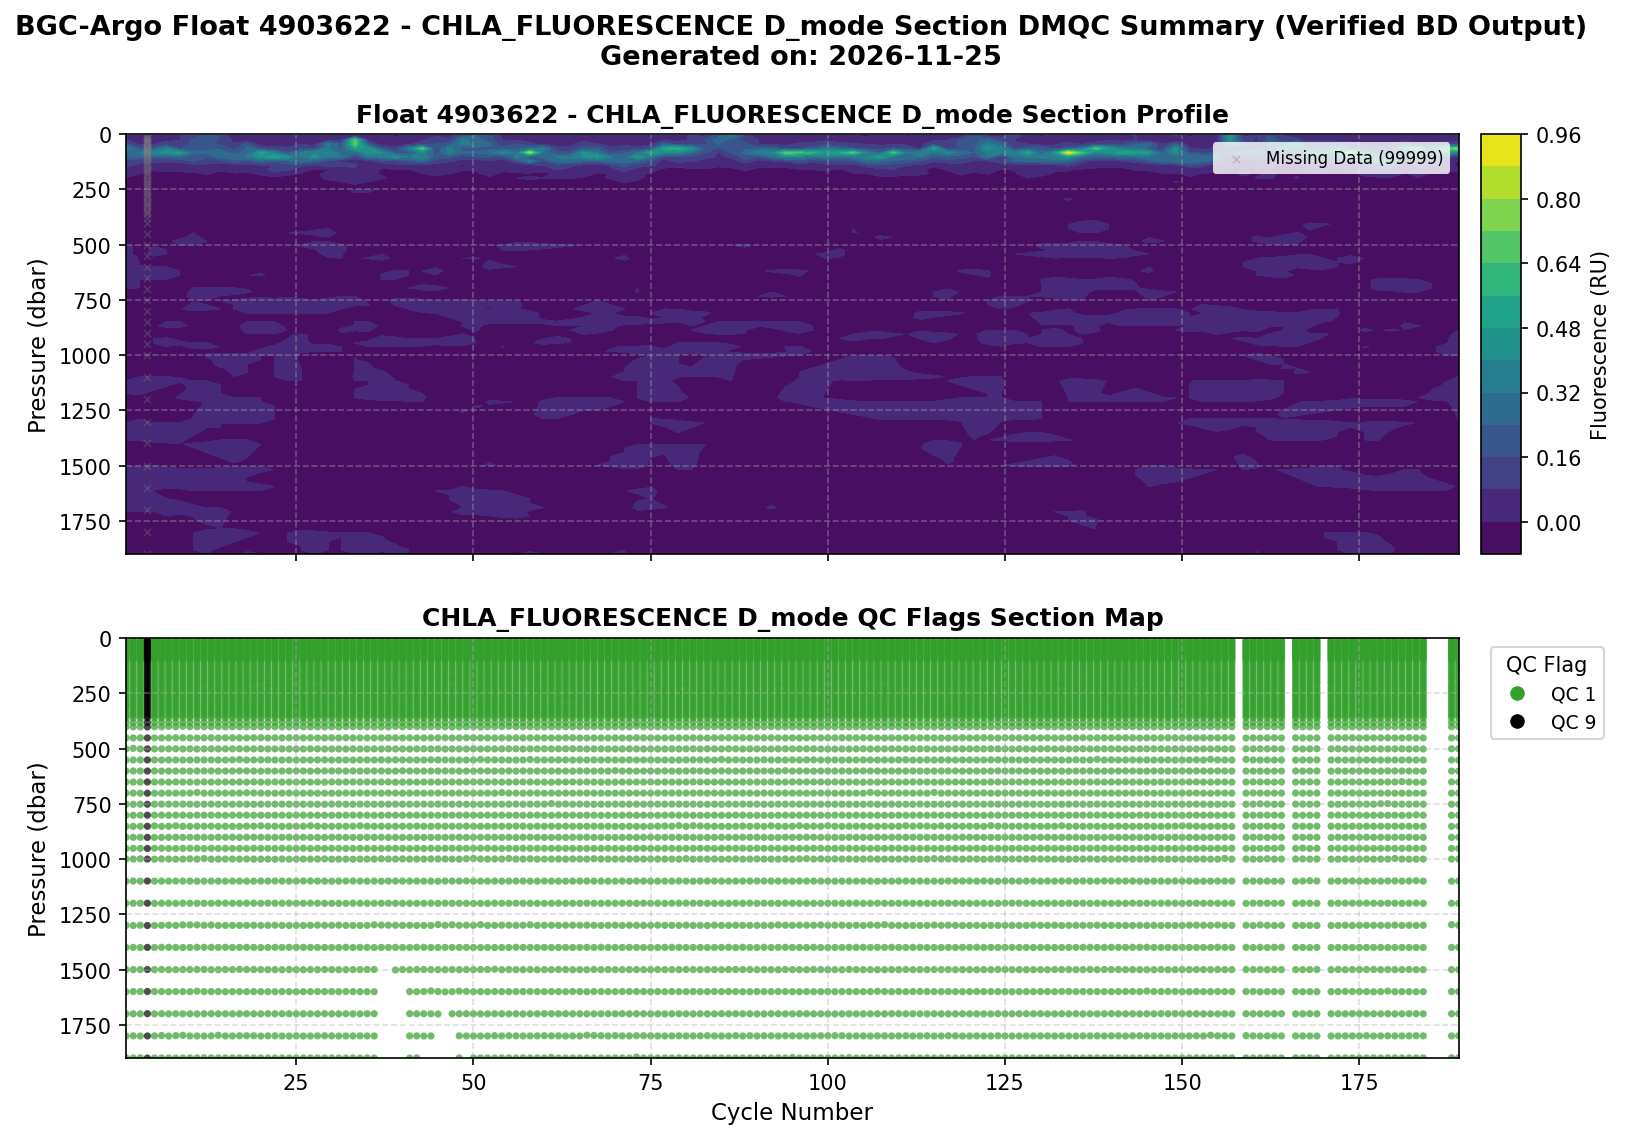 BGC-Argo Float 4903622 - CHLA_FLUORESCENCE D_mode Section DMQC Summary (Verified BD Output)
Generated on: 2026-11-25
Float 4903622 - CHLA_FLUORESCENCE D_mode Section Profile
Missing Data (99999)
Pressure (dbar)
0
250
500
750
1000
1250
1500
1750
0.96
0.80
0.64
0.48
0.32
0.16
0.00
Fluorescence (RU)
CHLA_FLUORESCENCE D_mode QC Flags Section Map
Pressure (dbar)
0
250
500
750
1000
1250
1500
1750
QC Flag
QC 1
QC 9
25
50
75
100
125
150
175
Cycle Number